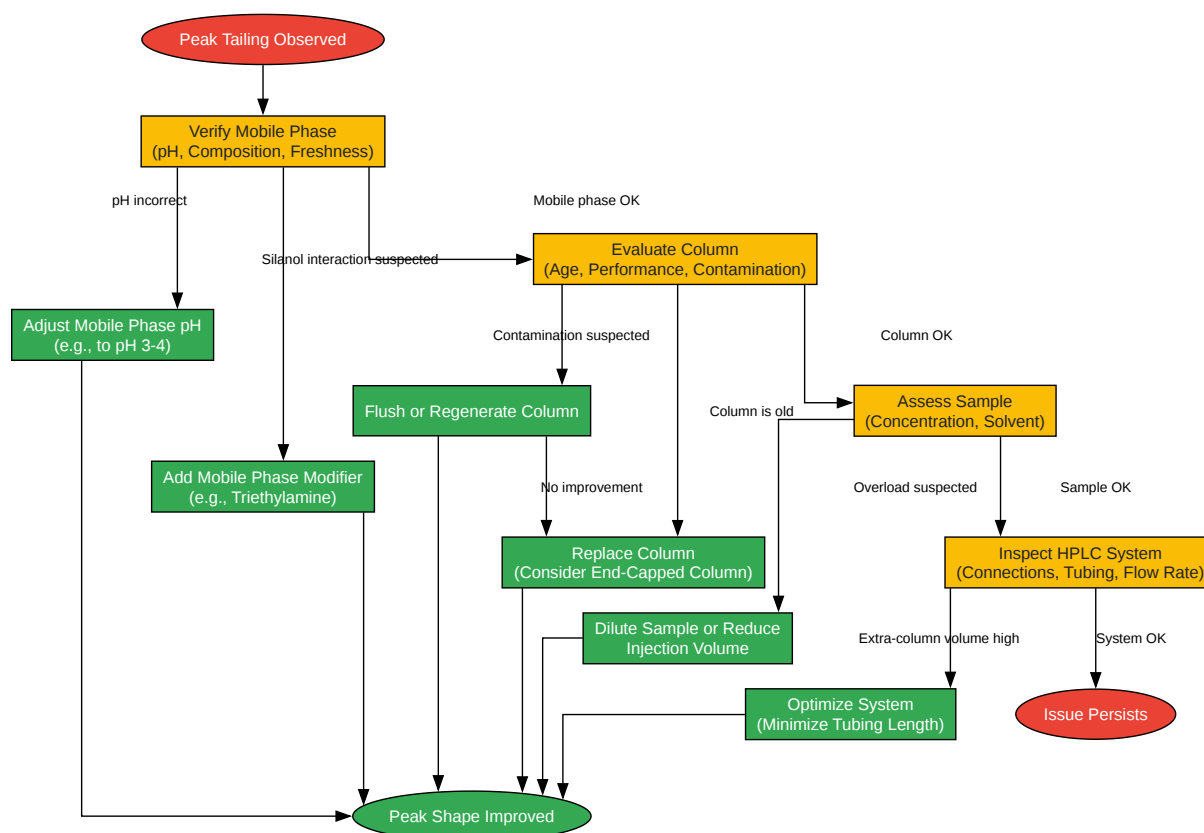 Peak Tailing Observed
Verify Mobile Phase
(pH, Composition, Freshness)
pH incorrect
Mobile phase OK
Silanol interaction suspected
Evaluate Column
(Age, Performance, Contamination)
Adjust Mobile Phase pH
(e.g., to pH 3-4)
Contamination suspected
Column OK
Flush or Regenerate Column
Column is old
Assess Sample
(Concentration, Solvent)
Add Mobile Phase Modifier
(e.g., Triethylamine)
No improvement
Overload suspected
Sample OK
Replace Column
(Consider End-Capped Column)
Inspect HPLC System
(Connections, Tubing, Flow Rate)
Dilute Sample or Reduce
Injection Volume
Extra-column volume high
System OK
Optimize System
(Minimize Tubing Length)
Issue Persists
Peak Shape Improved